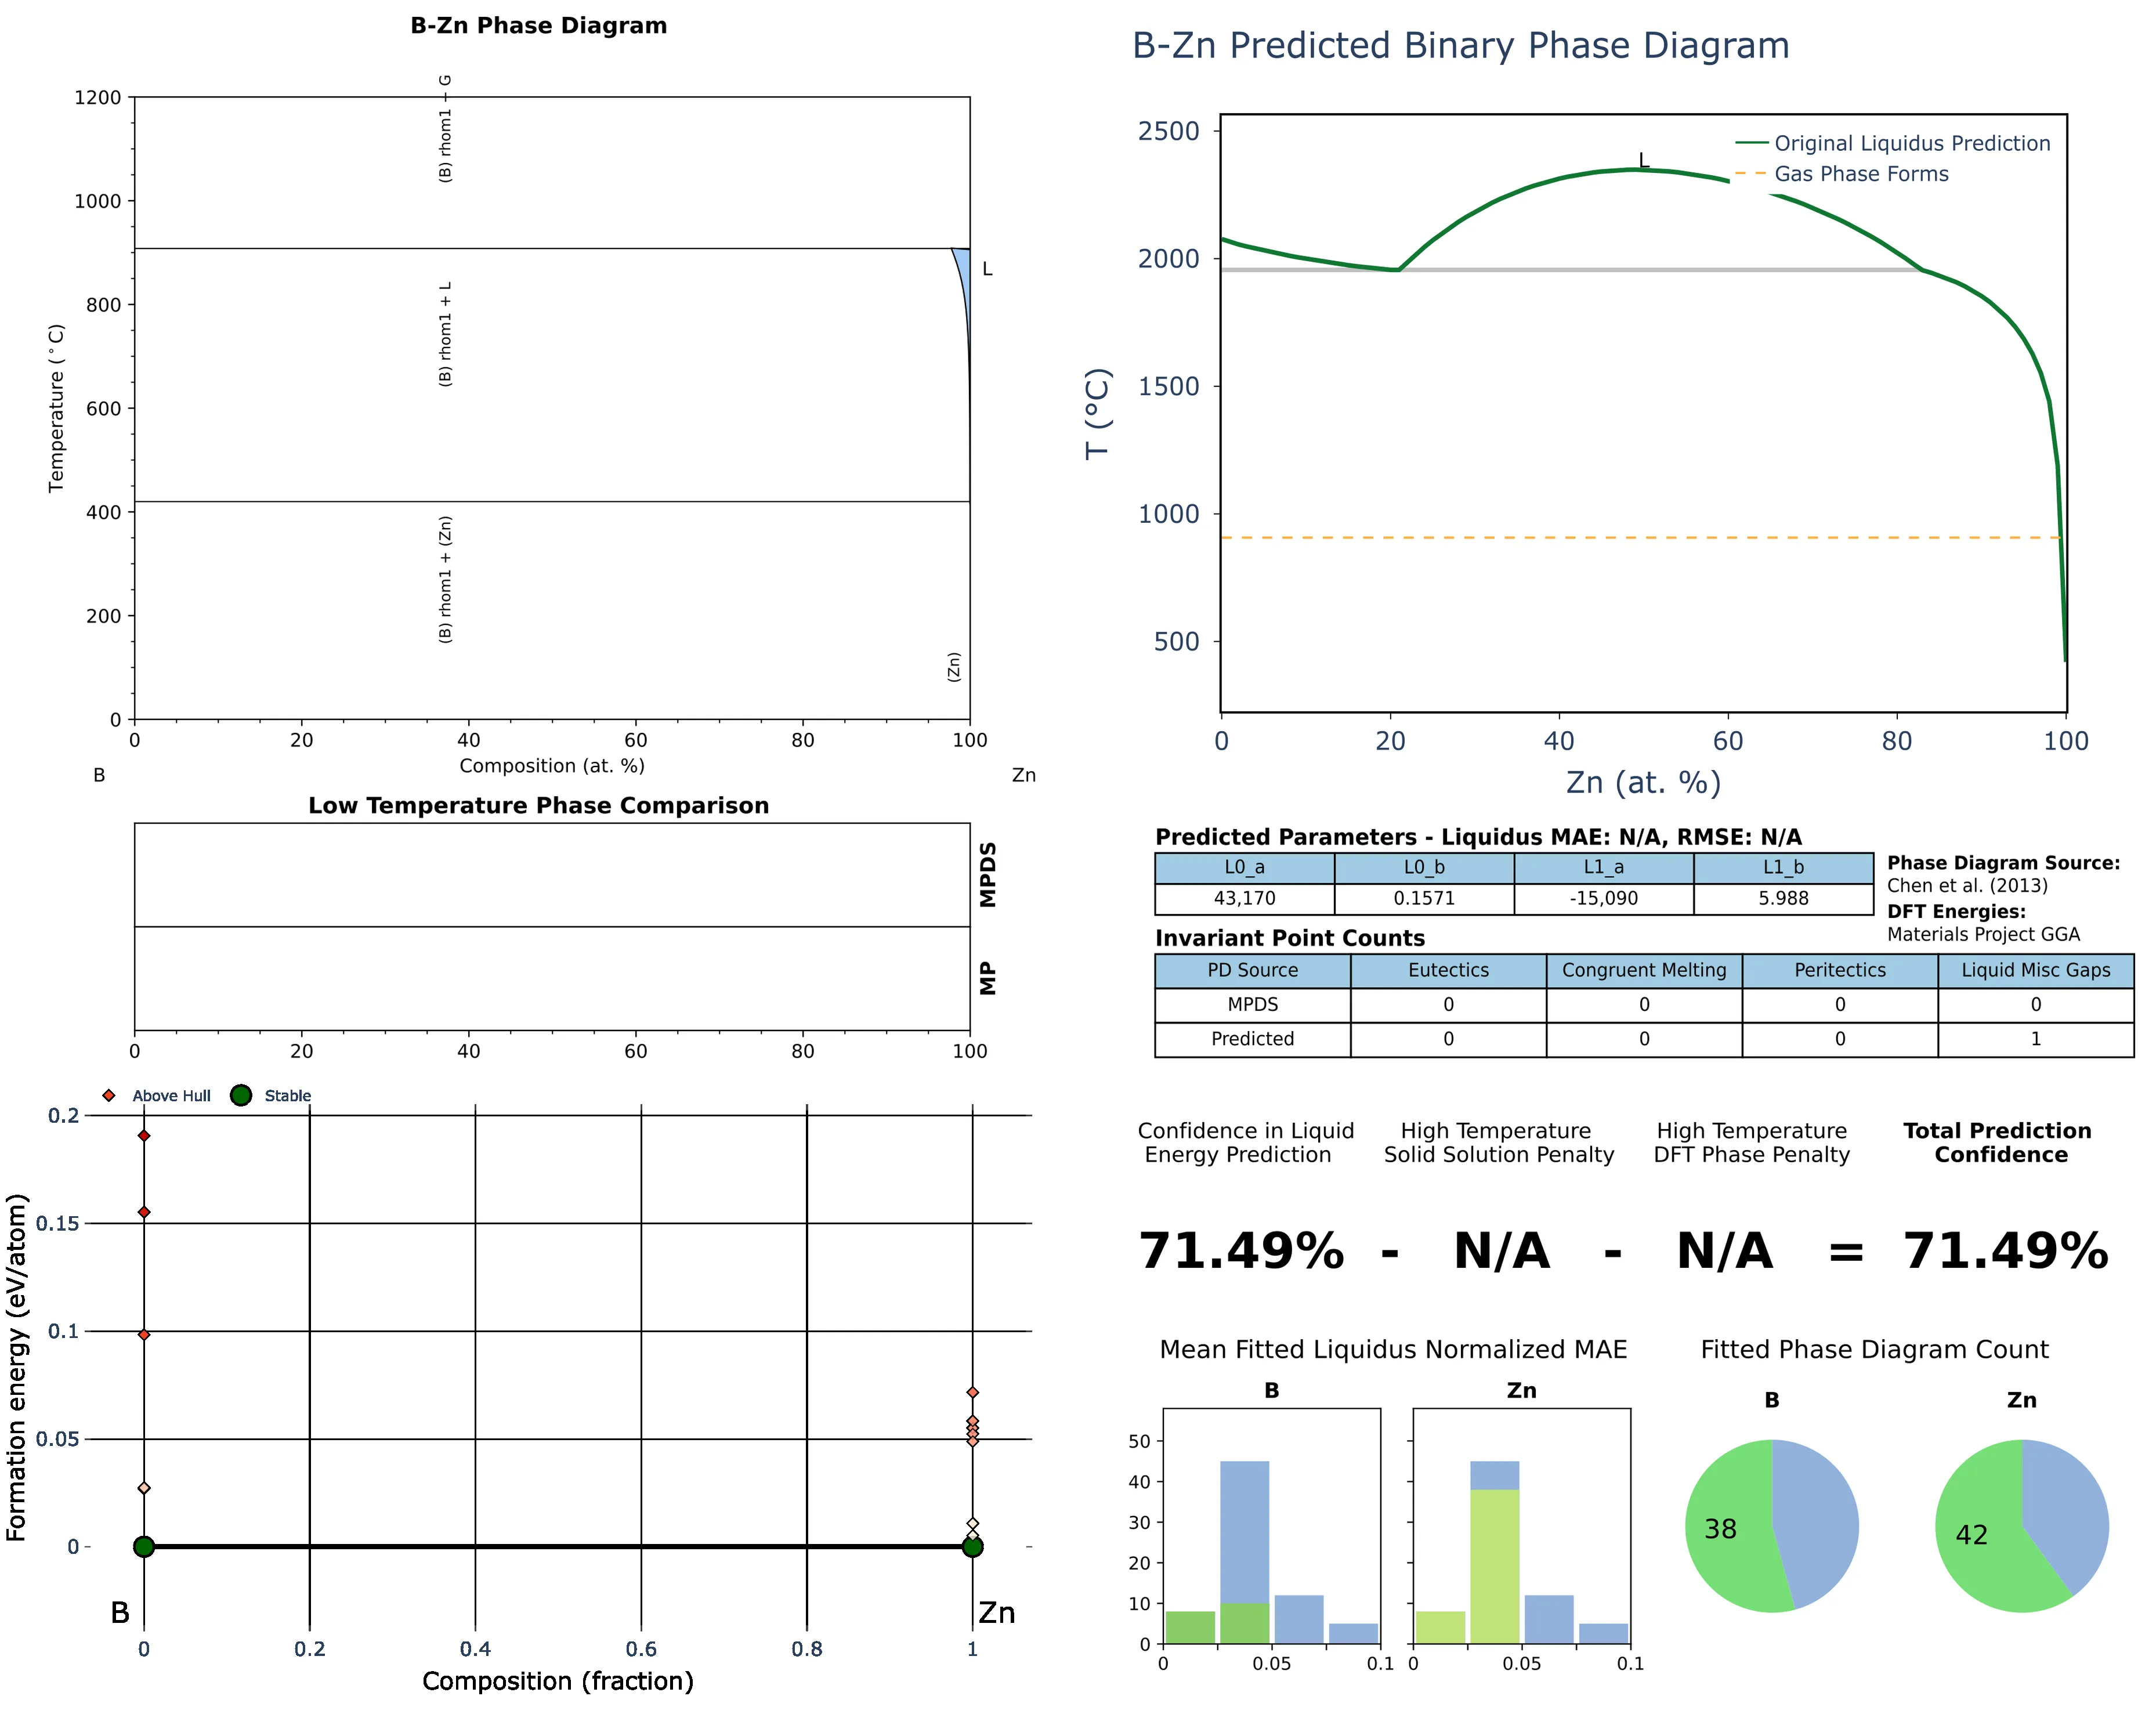 B-Zn Phase Diagram
1200
1000
800
600
400
200
0
Temperature (°C)
(B) rhom1 + G
(B) rhom1 + L
(B) rhom1 + (Zn)
(Zn)
L
0 20 40 60 80 100
Composition (at. %)
B Zn
Low Temperature Phase Comparison
MPDS
MP
0 20 40 60 80 100
Above Hull Stable
0.2
0.15
0.1
0.05
0
Formation energy (eV/atom)
B Zn
0 0.2 0.4 0.6 0.8 1
Composition (fraction)
B-Zn Predicted Binary Phase Diagram
2500
2000
1500
1000
500
T (°C)
L
Original Liquidus Prediction
Gas Phase Forms
0 20 40 60 80 100
Zn (at. %)
Predicted Parameters - Liquidus MAE: N/A, RMSE: N/A
L0_a L0_b L1_a L1_b
43,170 0.1571 -15,090 5.988
Phase Diagram Source:
Chen et al. (2013)
DFT Energies:
Materials Project GGA
Invariant Point Counts
PD Source Eutectics Congruent Melting Peritectics Liquid Misc Gaps
MPDS 0 0 0 0
Predicted 0 0 0 1
Confidence in Liquid
Energy Prediction
High Temperature
Solid Solution Penalty
High Temperature
DFT Phase Penalty
Total Prediction
Confidence
71.49% - N/A - N/A = 71.49%
Mean Fitted Liquidus Normalized MAE
B Zn
50
40
30
20
10
0
0 0.05 0.1 0 0.05 0.1
Fitted Phase Diagram Count
B Zn
38 42